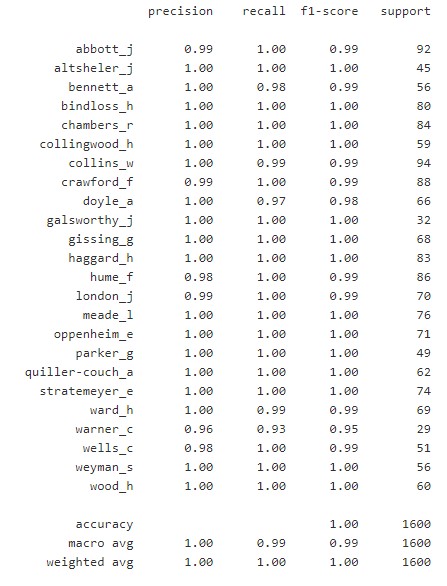 precision recall f1-score support
abbott_j 0.99 1.00 0.99 92
altsheler_j 1.00 1.00 1.00 45
bennett_a 1.00 0.98 0.99 56
bindloss_h 1.00 1.00 1.00 80
chambers_r 1.00 1.00 1.00 84
collingwood_h 1.00 1.00 1.00 59
collins_w 1.00 0.99 0.99 94
crawford_f 0.99 1.00 0.99 88
doyle_a 1.00 0.97 0.98 66
galsworthy_j 1.00 1.00 1.00 32
gissing_g 1.00 1.00 1.00 68
haggard_h 1.00 1.00 1.00 83
hume_f 0.98 1.00 0.99 86
london_j 0.99 1.00 0.99 70
meade_l 1.00 1.00 1.00 76
oppenheim_e 1.00 1.00 1.00 71
parker_g 1.00 1.00 1.00 49
quiller-couch_a 1.00 1.00 1.00 62
stratemeyer_e 1.00 1.00 1.00 74
ward_h 1.00 0.99 0.99 69
warner_c 0.96 0.93 0.95 29
wells_c 0.98 1.00 0.99 51
weyman_s 1.00 1.00 1.00 56
wood_h 1.00 1.00 1.00 60
accuracy 1.00 1600
macro avg 1.00 0.99 0.99 1600
weighted avg 1.00 1.00 1.00 1600